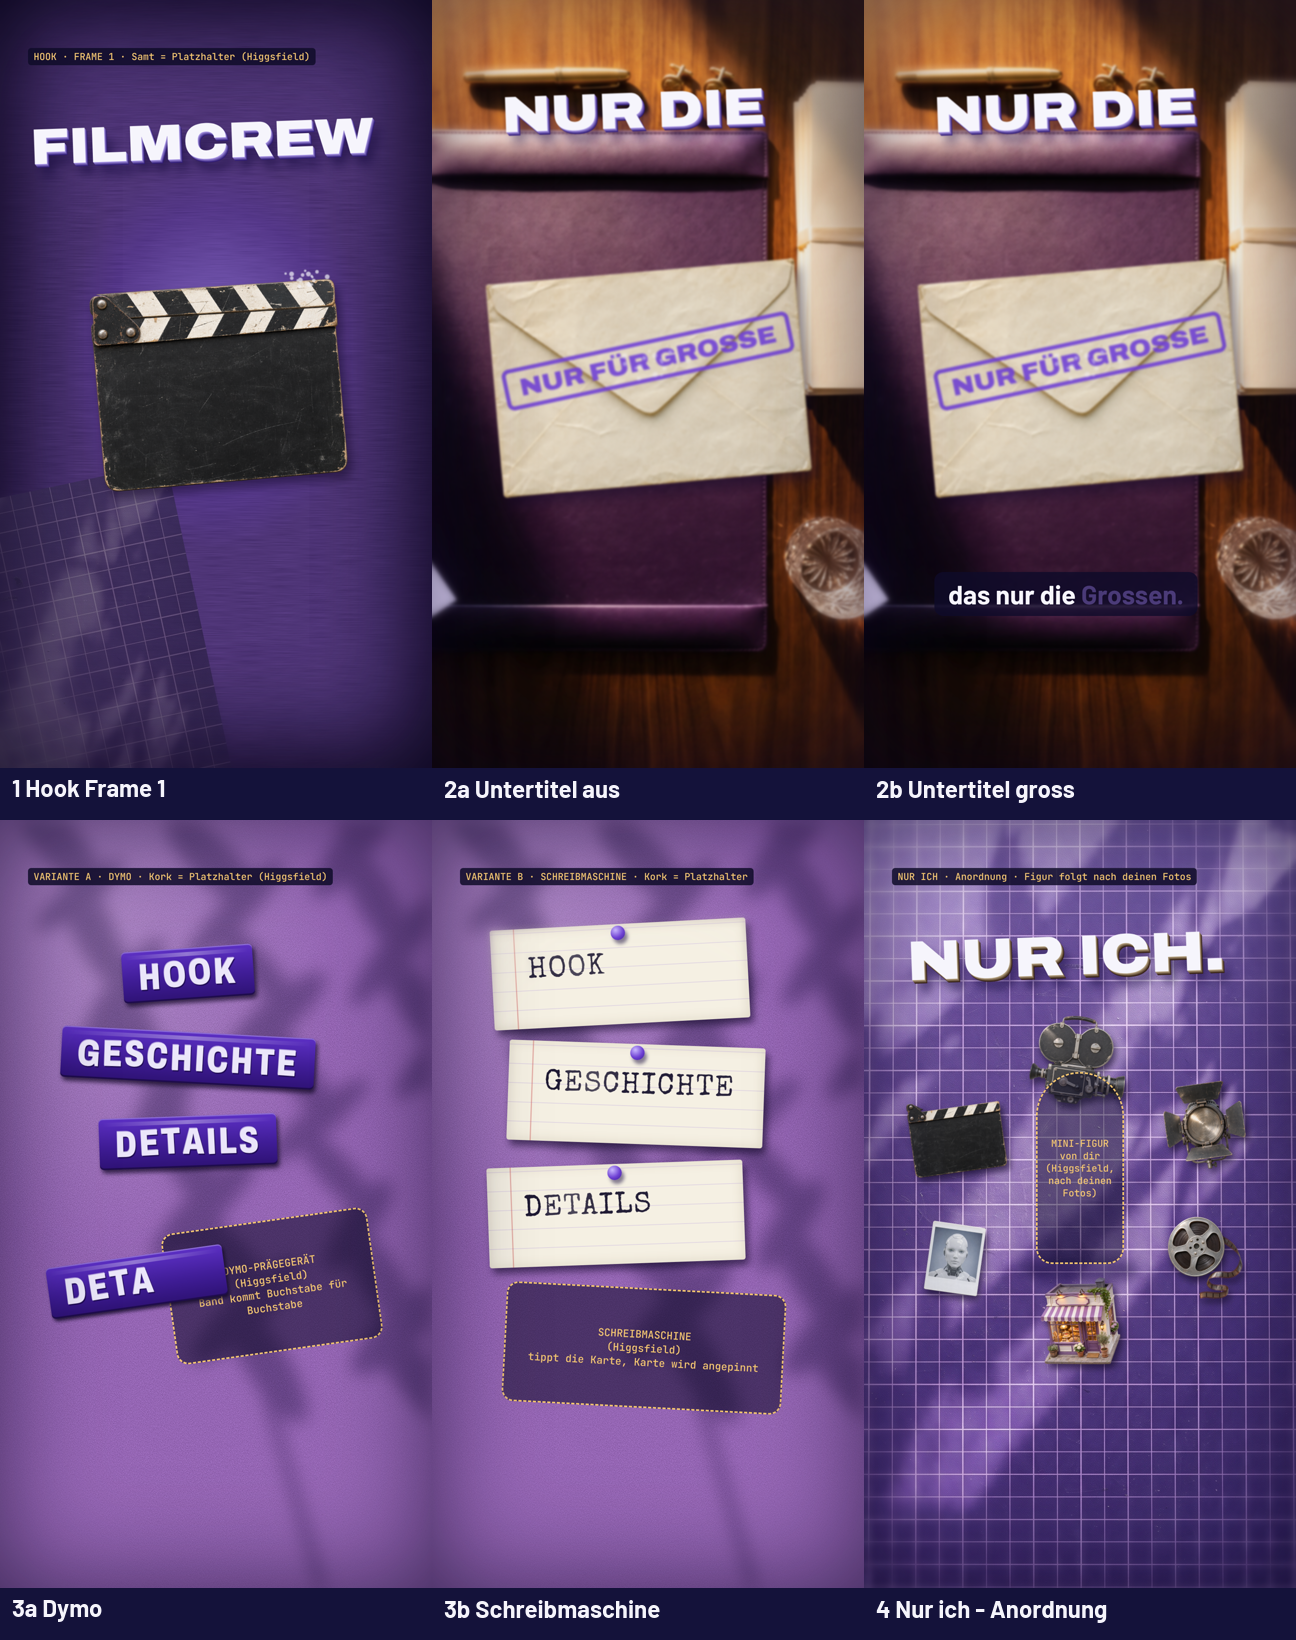 HOOK · FRAME 1 · Samt = Platzhalter (Higgsfield)
FILMCREW
1 Hook Frame 1
NUR DIE
NUR FÜR GROSSE
2a Untertitel aus
NUR DIE
NUR FÜR GROSSE
das nur die Grossen.
2b Untertitel gross
VARIANTE A · DYMO · Kork = Platzhalter (Higgsfield)
HOOK
GESCHICHTE
DETAILS
DETA
DYMO-PRÄGEGERÄT
(Higgsfield)
Band kommt Buchstabe für
Buchstabe
3a Dymo
VARIANTE B · SCHREIBMASCHINE · Kork = Platzhalter
HOOK
GESCHICHTE
DETAILS
SCHREIBMASCHINE
(Higgsfield)
tippt die Karte, Karte wird angepinnt
3b Schreibmaschine
NUR ICH · Anordnung · Figur folgt nach deinen Fotos
NUR ICH.
MINI-FIGUR
von dir
(Higgsfield,
nach deinen
Fotos)
4 Nur ich - Anordnung